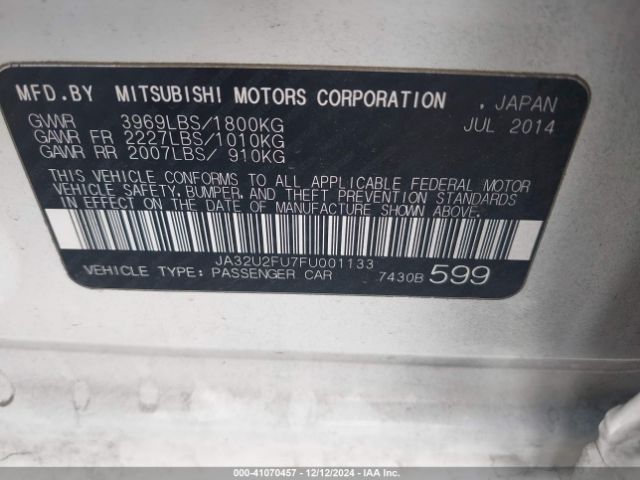 MFD.BY MITSUBISHI MOTORS CORPORATION , JAPAN
GVWR 3969LBS/1800KG JUL 2014
GAWR FR 2227LBS/1010KG
GAWR RR 2007LBS/ 910KG
THIS VEHICLE CONFORMS TO ALL APPLICABLE FEDERAL MOTOR
VEHICLE SAFETY, BUMPER, AND THEFT PREVENTION STANDARDS
IN EFFECT ON THE DATE OF MANUFACTURE SHOWN ABOVE.
JA32U2FU7FU001133
VEHICLE TYPE: PASSENGER CAR 7430B 599
000-41070457 - 12/12/2024 - IAA Inc.